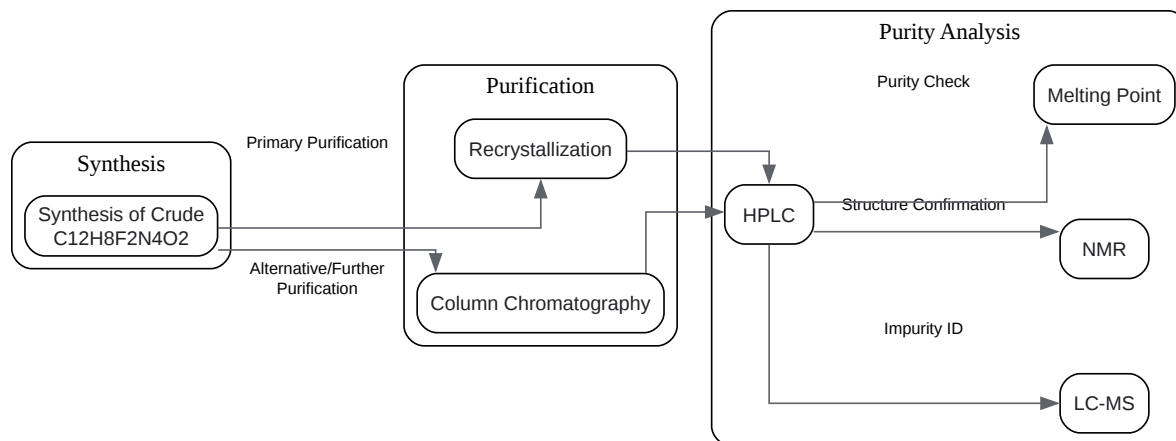 Synthesis
Synthesis of Crude
C12H8F2N4O2
Primary Purification
Alternative/Further
Purification
Purification
Recrystallization
Column Chromatography
Purity Analysis
Purity Check
Melting Point
HPLC
Structure Confirmation
NMR
Impurity ID
LC-MS